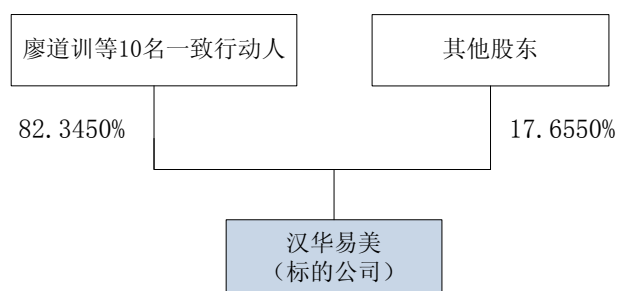 廖道训等10名一致行动人
其他股东
82.3450%
17.6550%
汉华易美
（标的公司）